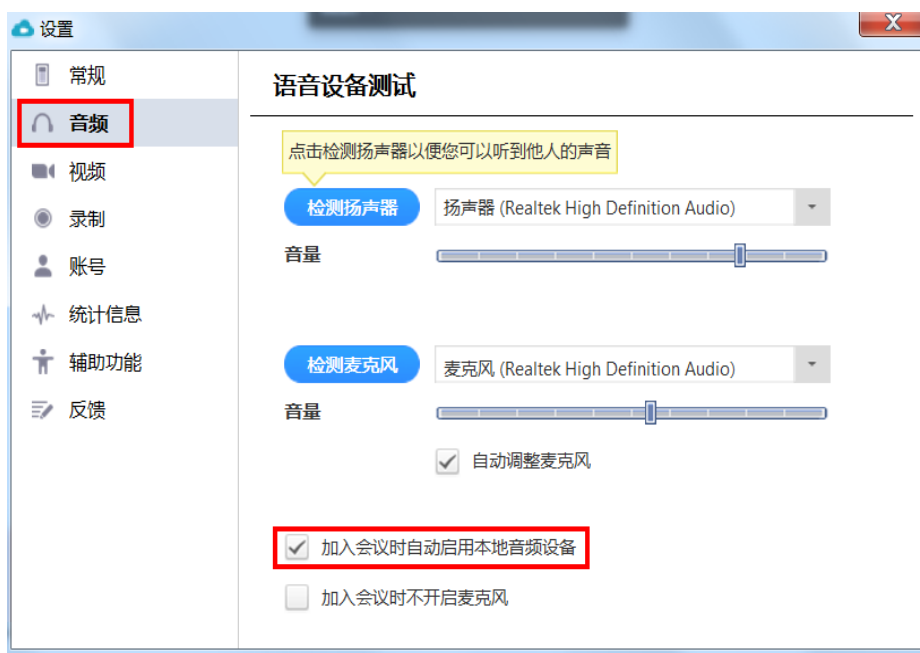 设置
X
常规
音频
视频
录制
账号
统计信息
辅助功能
反馈
语音设备测试
点击检测扬声器以便您可以听到他人的声音
检测扬声器 扬声器 (Realtek High Definition Audio)
音量
检测麦克风 麦克风 (Realtek High Definition Audio)
音量
自动调整麦克风
加入会议时自动启用本地音频设备
加入会议时不开启麦克风